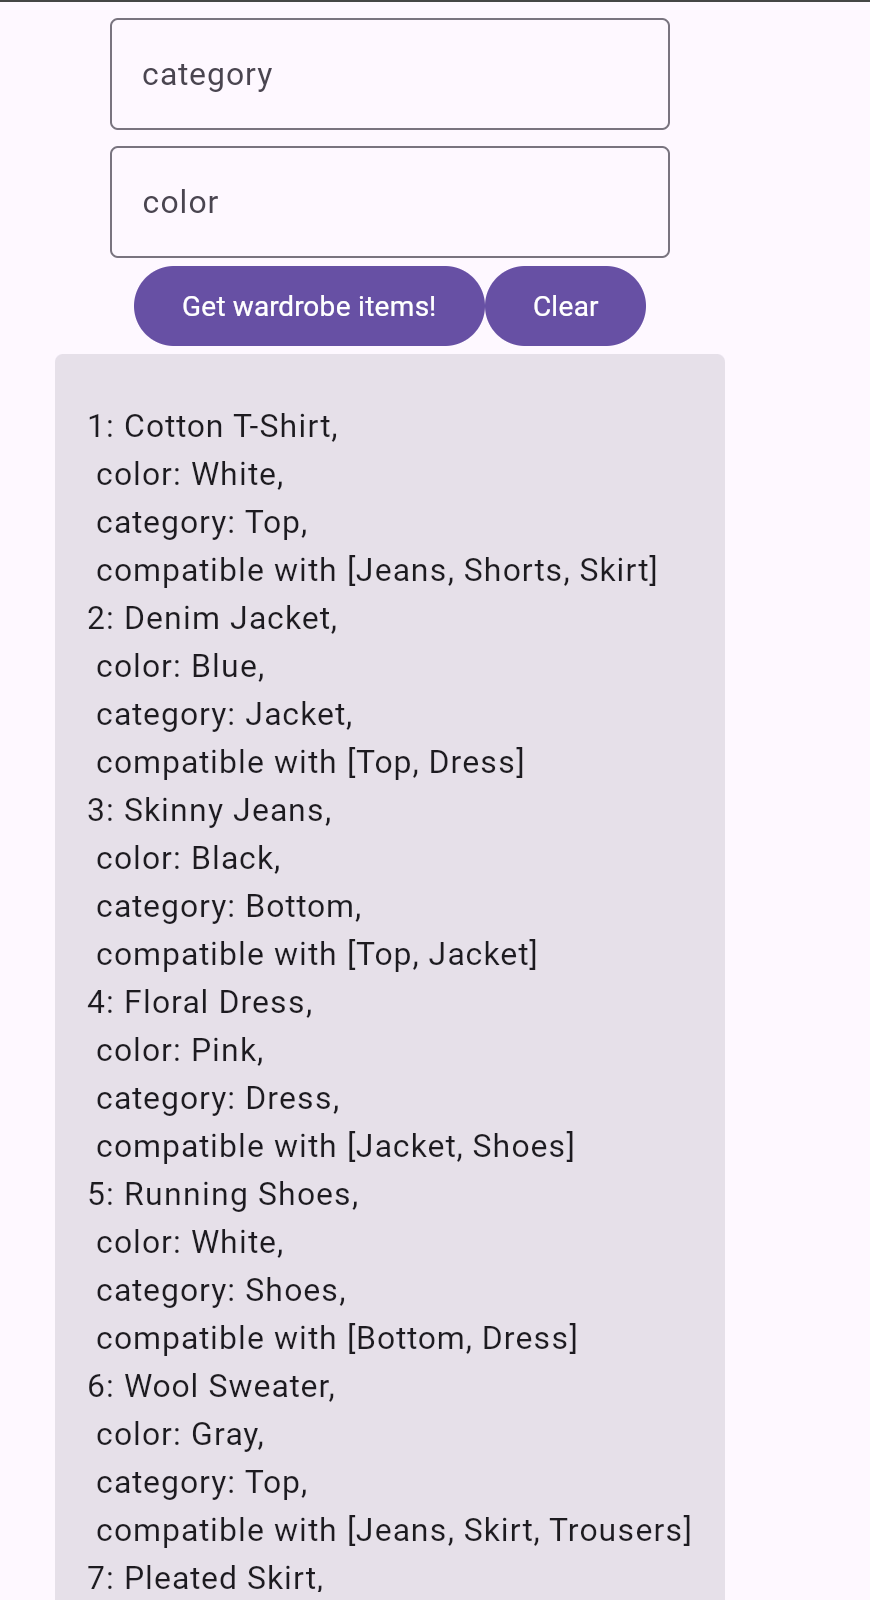 category
color
Get wardrobe items!
Clear
1: Cotton T-Shirt,
color: White,
category: Top,
compatible with [Jeans, Shorts, Skirt]
2: Denim Jacket,
color: Blue,
category: Jacket,
compatible with [Top, Dress]
3: Skinny Jeans,
color: Black,
category: Bottom,
compatible with [Top, Jacket]
4: Floral Dress,
color: Pink,
category: Dress,
compatible with [Jacket, Shoes]
5: Running Shoes,
color: White,
category: Shoes,
compatible with [Bottom, Dress]
6: Wool Sweater,
color: Gray,
category: Top,
compatible with [Jeans, Skirt, Trousers]
7: Pleated Skirt,